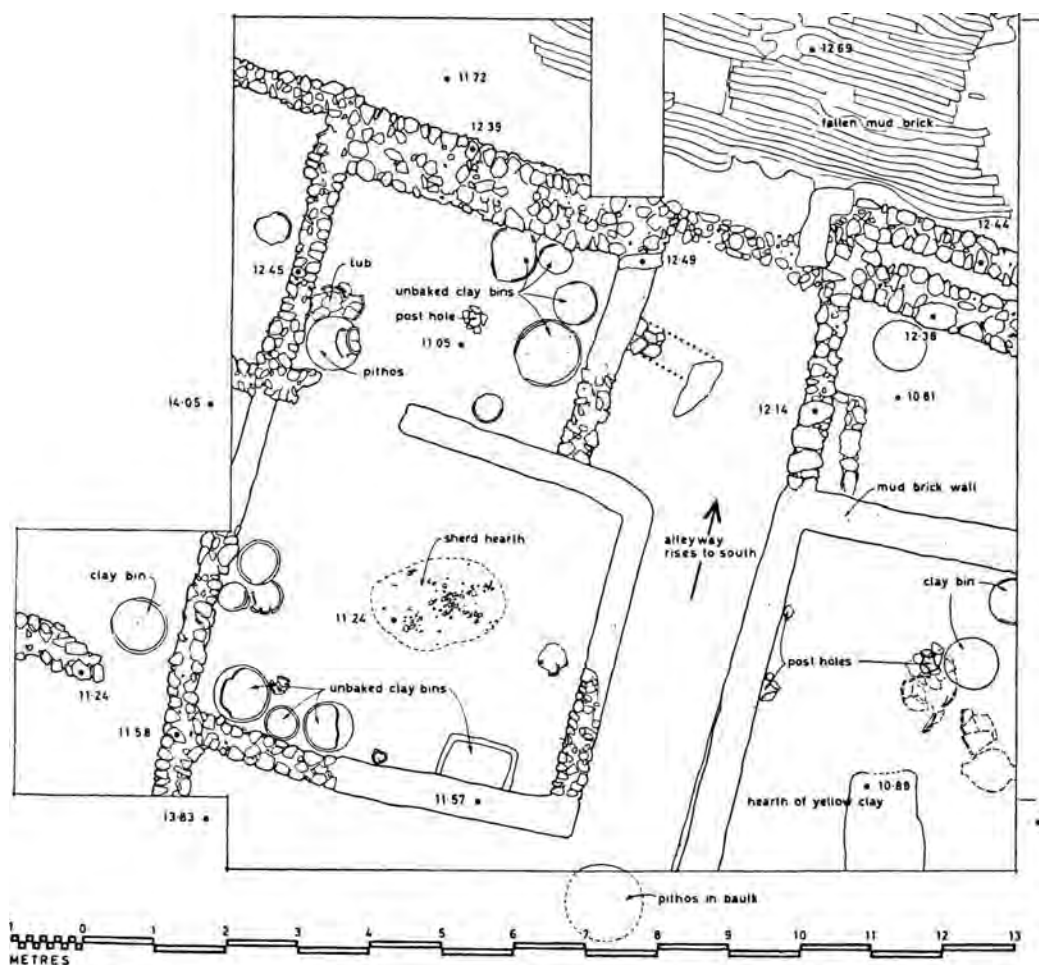 12·69
11·72
fallen mud brick
12·39
12·44
12·45
tub
12·49
unbaked clay bins
post hole
12·38
11·05
pithos
14·05
10·81
12·14
mud brick wall
sherd hearth
alleyway
rises to south
clay bin
clay bin
11·24
post holes
unbaked clay bins
11·24
11·58
10·88
11·57
hearth of yellow clay
13·83
pithos in baulk
1 0 1 2 3 4 5 6 7 8 9 10 11 12 13
METRES